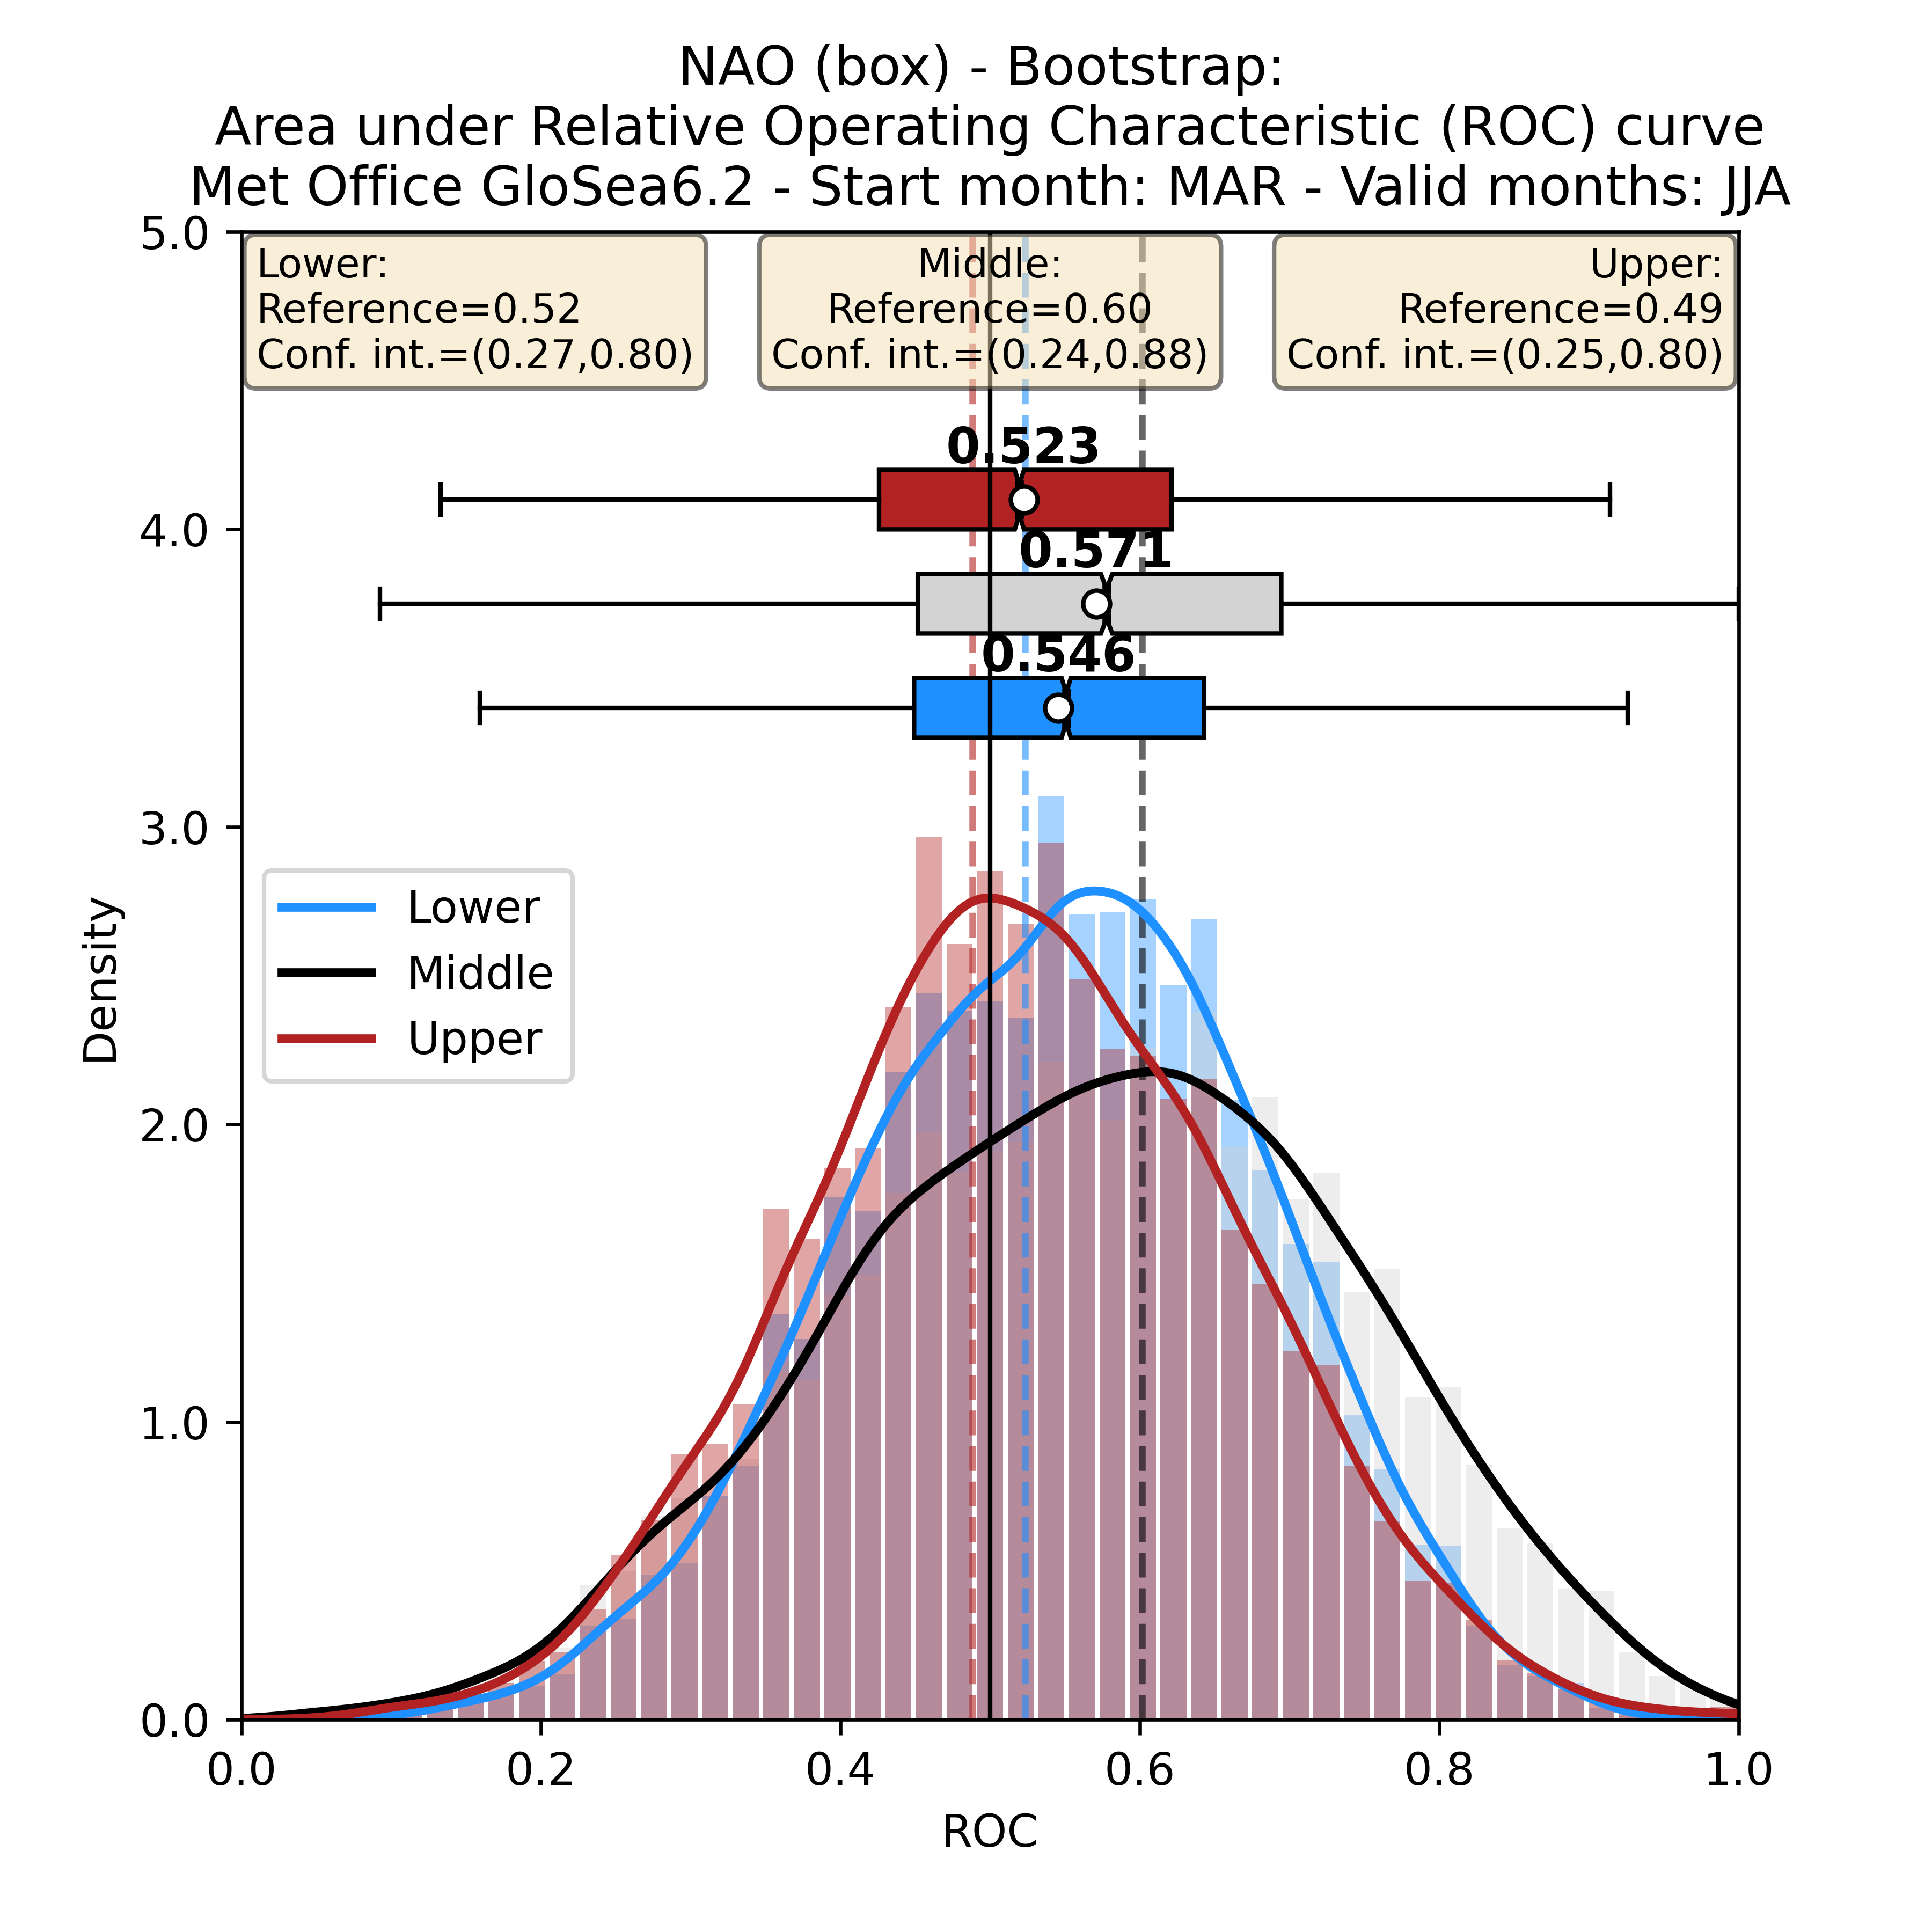 NAO (box) - Bootstrap:
Area under Relative Operating Characteristic (ROC) curve
Met Office GloSea6.2 - Start month: MAR - Valid months: JJA
Lower:
Reference=0.52
Conf. int.=(0.27,0.80)
Middle:
Reference=0.60
Conf. int.=(0.24,0.88)
Upper:
Reference=0.49
Conf. int.=(0.25,0.80)
0.523
0.571
0.546
5.0
4.0
3.0
2.0
1.0
0.0
Density
Lower
Middle
Upper
0.0 0.2 0.4 0.6 0.8 1.0
ROC